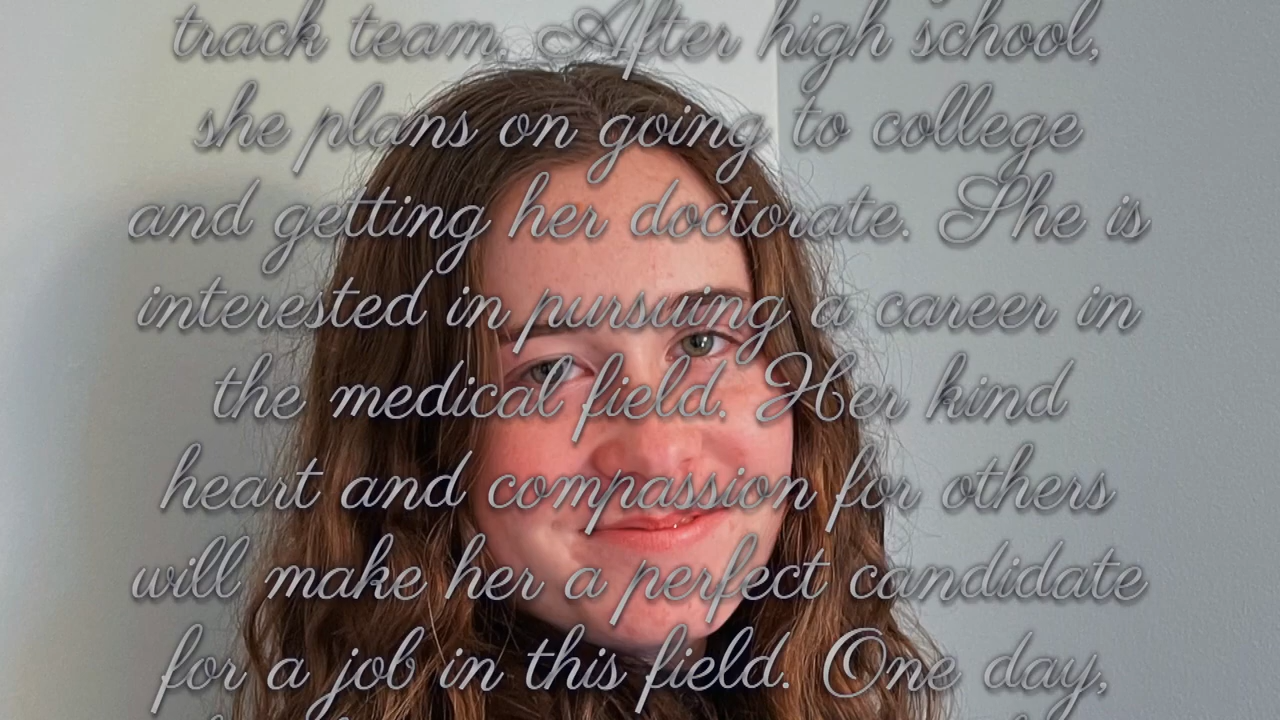 track team. After high school,
she plans on going to college
and getting her doctorate. She is
interested in pursuing a career in
the medical field. Her kind
heart and compassion for others
will make her a perfect candidate
for a job in this field. One day,